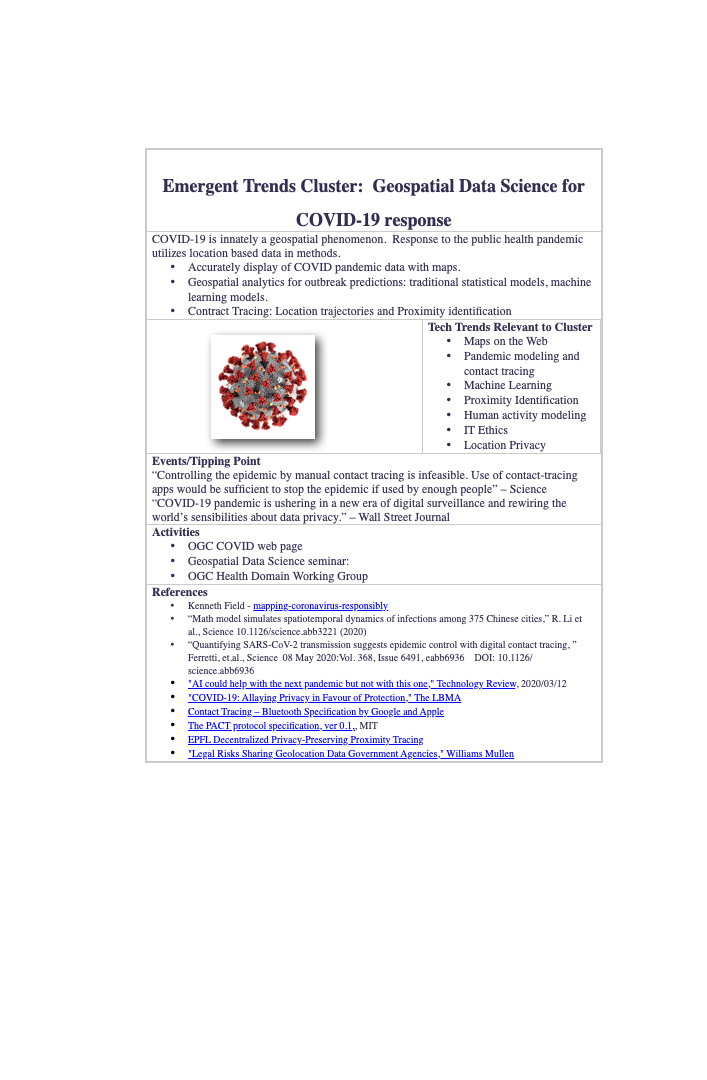 Emergent Trends Cluster:  Geospatial Data Science for
COVID-19 response
COVID-19 is innately a geospatial phenomenon.  Response to the public health pandemic
utilizes location based data in methods.
• Accurately display of COVID pandemic data with maps.
• Geospatial analytics for outbreak predictions: traditional statistical models, machine
learning models.
• Contract Tracing: Location trajectories and Proximity identification
Tech Trends Relevant to Cluster
• Maps on the Web
• Pandemic modeling and
contact tracing
• Machine Learning
• Proximity Identification
• Human activity modeling
• IT Ethics
• Location Privacy
Events/Tipping Point
“Controlling the epidemic by manual contact tracing is infeasible. Use of contact-tracing
apps would be sufficient to stop the epidemic if used by enough people” – Science
“COVID-19 pandemic is ushering in a new era of digital surveillance and rewiring the
world’s sensibilities about data privacy.” – Wall Street Journal
Activities
• OGC COVID web page
• Geospatial Data Science seminar:
• OGC Health Domain Working Group
References
• Kenneth Field - mapping-coronavirus-responsibly
• “Math model simulates spatiotemporal dynamics of infections among 375 Chinese cities,” R. Li et
al., Science 10.1126/science.abb3221 (2020)
• “Quantifying SARS-CoV-2 transmission suggests epidemic control with digital contact tracing, ”
Ferretti, et.al., Science  08 May 2020:Vol. 368, Issue 6491, eabb6936    DOI: 10.1126/
science.abb6936
• "AI could help with the next pandemic but not with this one," Technology Review, 2020/03/12
• "COVID-19: Allaying Privacy in Favour of Protection," The LBMA
• Contact Tracing – Bluetooth Specification by Google and Apple
• The PACT protocol specification, ver 0.1., MIT
• EPFL Decentralized Privacy-Preserving Proximity Tracing
• "Legal Risks Sharing Geolocation Data Government Agencies," Williams Mullen